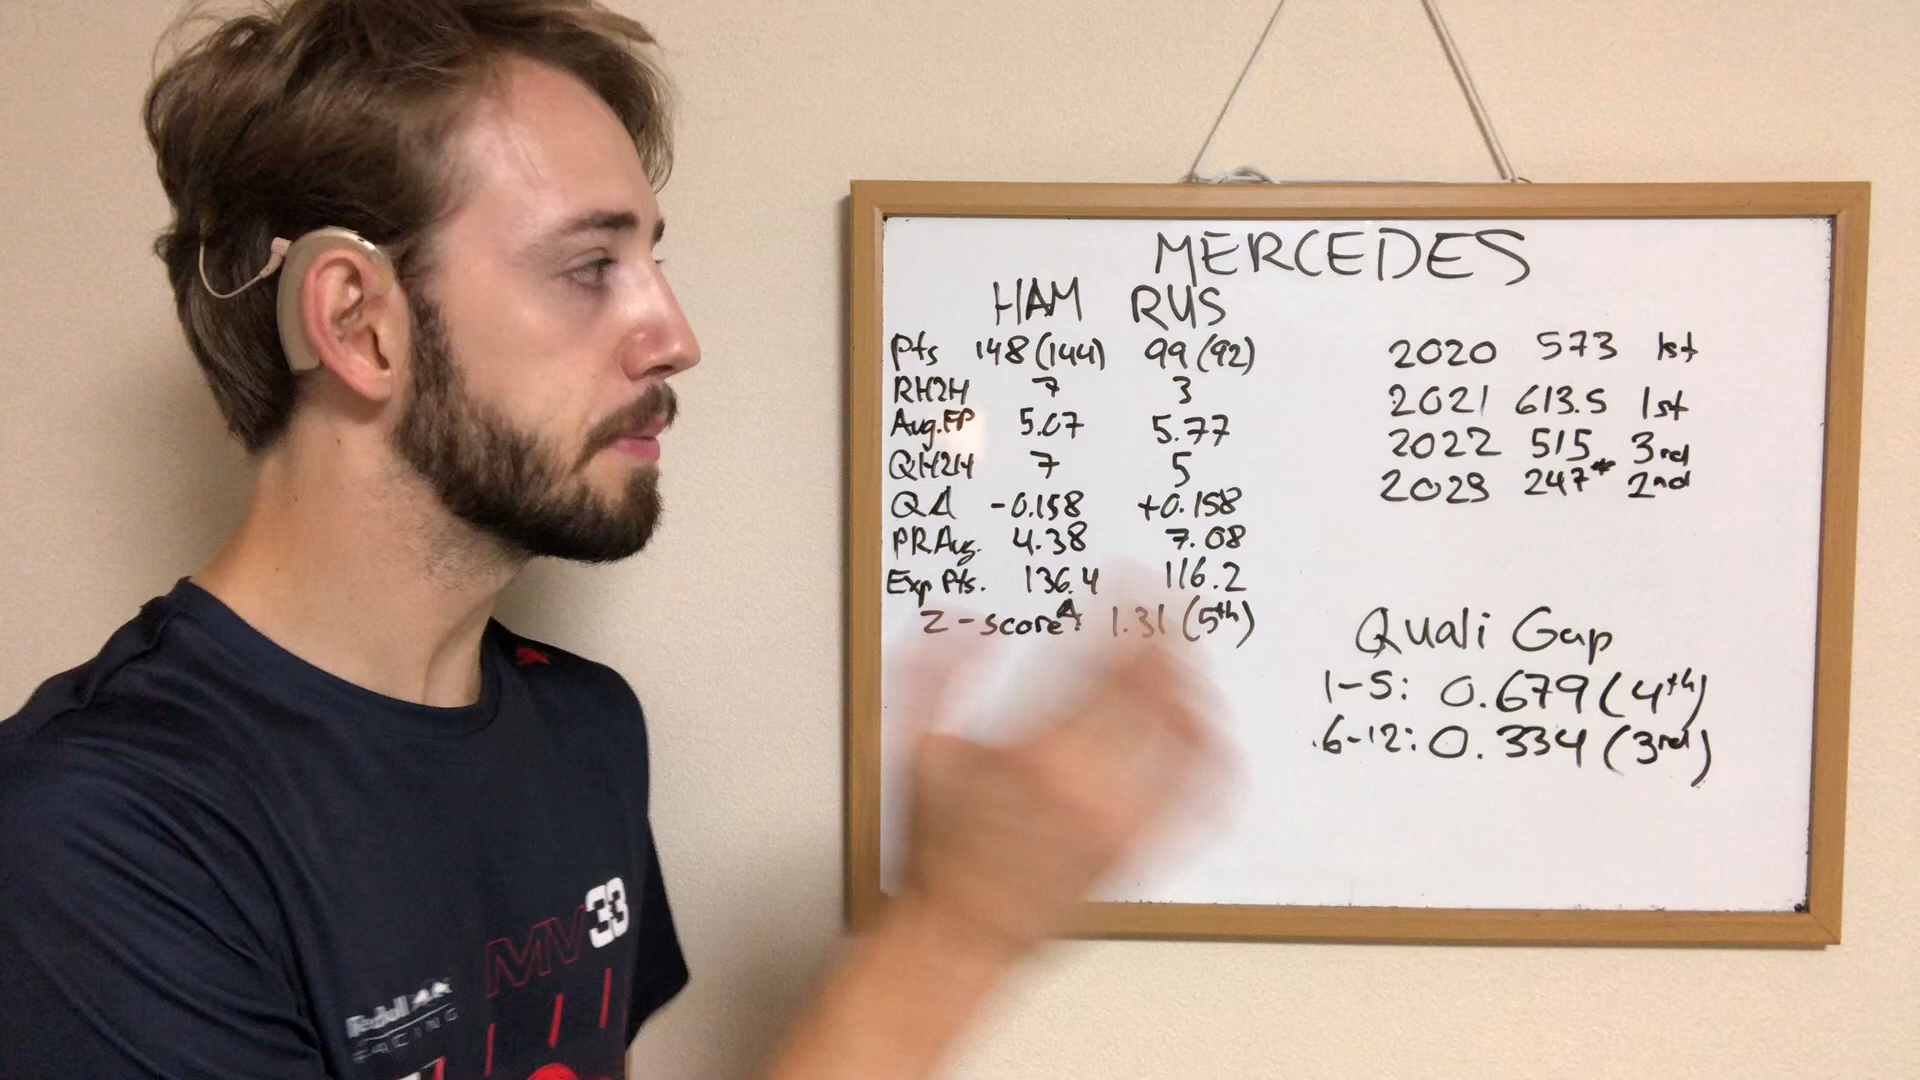 MERCEDES
HAM RUS
Pts 148 (144) 99 (92)
RH2H 7 3
Avg. FP 5.07 5.77
QH2H 7 5
QΔ -0.158 +0.158
PR Avg. 4.38 7.08
Exp Pts. 136.4 116.2
Z-scoreΔ: 1.31 (5th)
2020 573 1st
2021 613.5 1st
2022 515 3rd
2023 247* 2nd
Quali Gap
1-5: 0.679 (4th)
6-12: 0.334 (3rd)
MV33
Red Bull
RACING